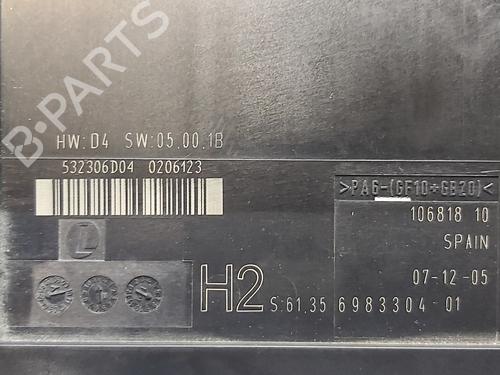 B-PARTS
HW:D4 SW:05.00.1B
532306D04 0206123
>PA6-(GF10+GB20)<
106818 10
SPAIN
L
07-12-05
H2 S:61.35 6983304-01